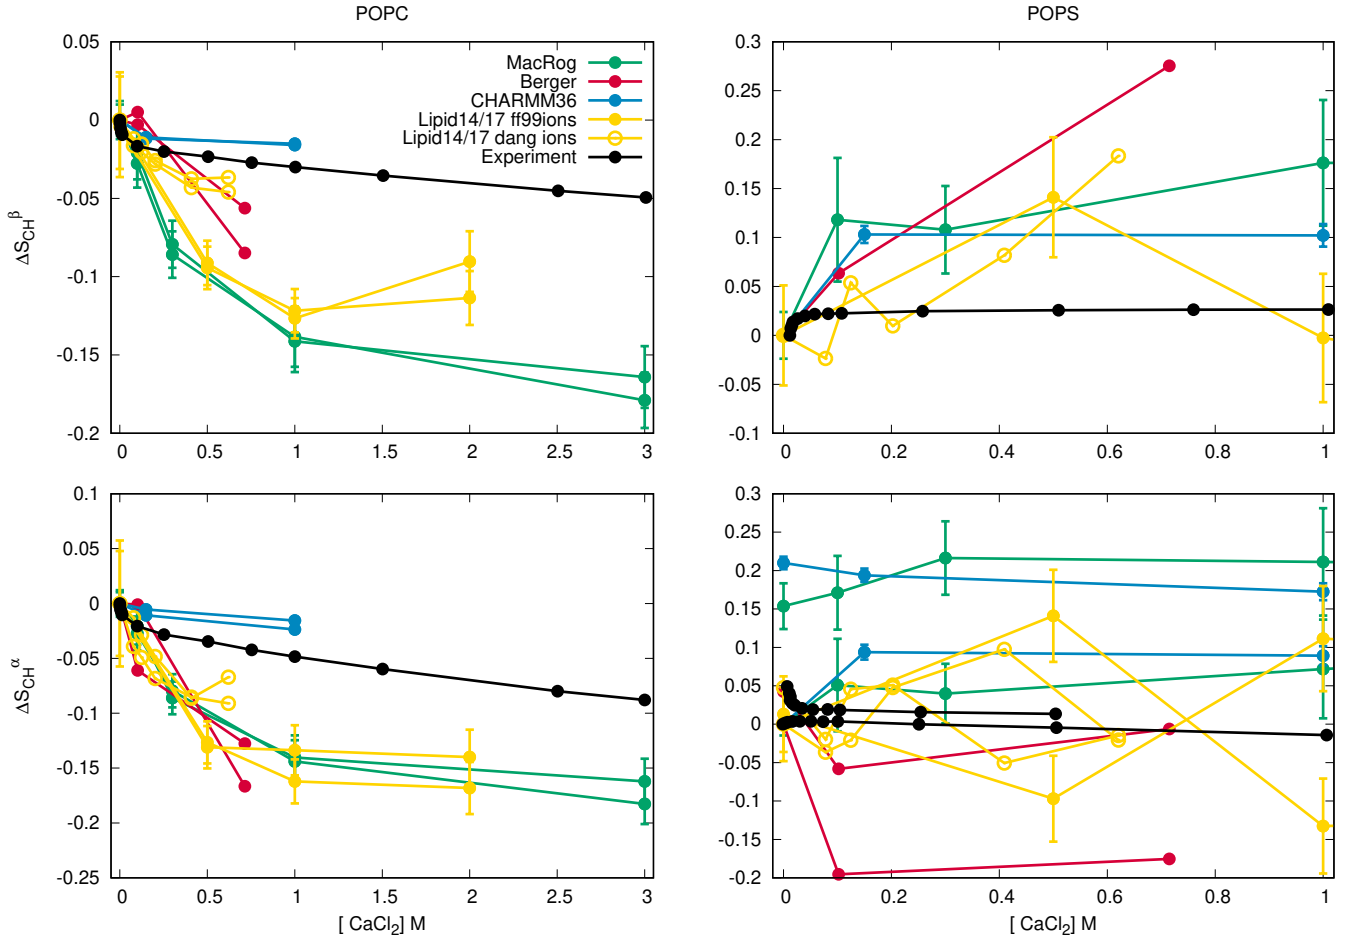 POPC
POPS
0.05
0
-0.05
-0.1
-0.15
-0.2
ΔS_CH^β
MacRog
Berger
CHARMM36
Lipid14/17 ff99ions
Lipid14/17 dang ions
Experiment
0 0.5 1 1.5 2 2.5 3
0.3
0.25
0.2
0.15
0.1
0.05
0
-0.05
-0.1
0 0.2 0.4 0.6 0.8 1
0.1
0.05
0
-0.05
-0.1
-0.15
-0.2
-0.25
ΔS_CH^α
0 0.5 1 1.5 2 2.5 3
[ CaCl₂] M
0.3
0.25
0.2
0.15
0.1
0.05
0
-0.05
-0.1
-0.15
-0.2
0 0.2 0.4 0.6 0.8 1
[ CaCl₂] M